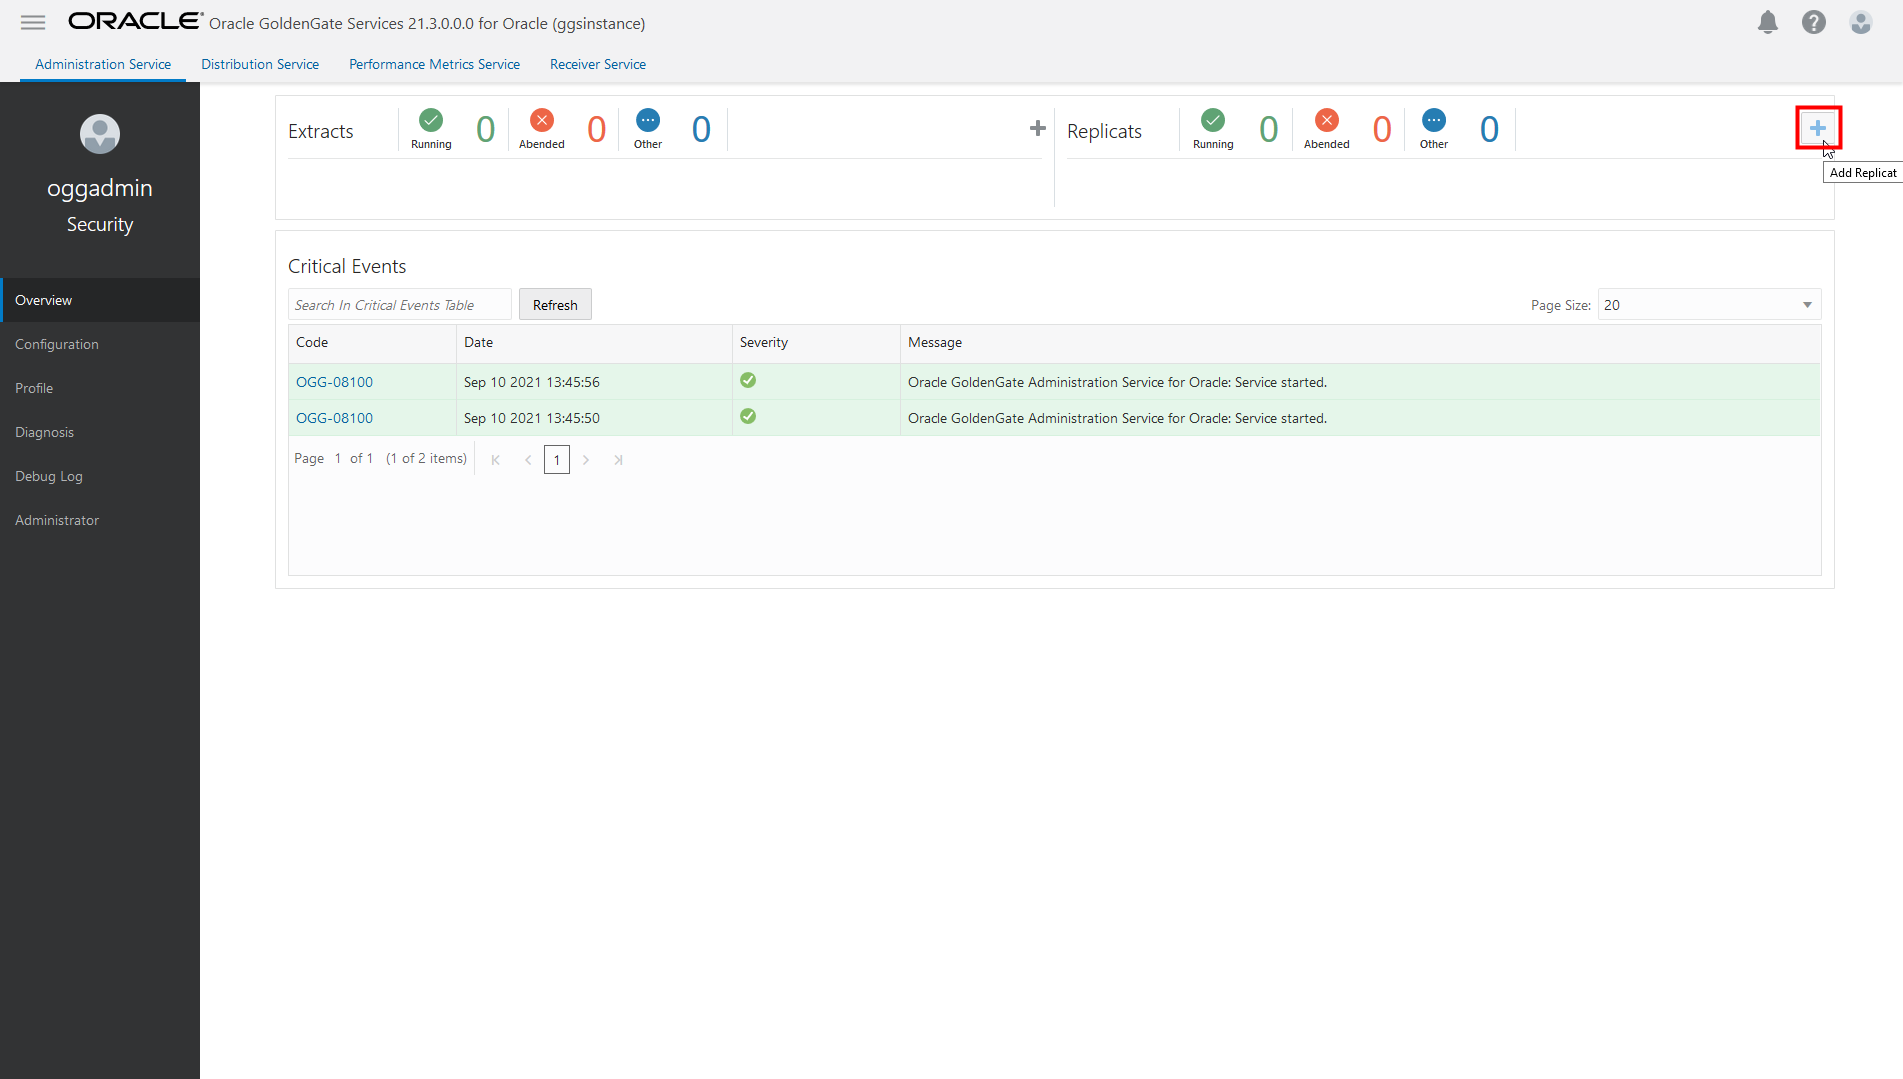 ORACLE Oracle GoldenGate Services 21.3.0.0.0 for Oracle (ggsinstance)
Administration Service Distribution Service Performance Metrics Service Receiver Service
oggadmin
Security
Overview
Configuration
Profile
Diagnosis
Debug Log
Administrator
Extracts Running 0 Abended 0 Other 0
Replicats Running 0 Abended 0 Other 0
Add Replicat
Critical Events
Search In Critical Events Table Refresh Page Size: 20
Code Date Severity Message
OGG-08100 Sep 10 2021 13:45:56 Oracle GoldenGate Administration Service for Oracle: Service started.
OGG-08100 Sep 10 2021 13:45:50 Oracle GoldenGate Administration Service for Oracle: Service started.
Page 1 of 1 (1 of 2 items) 1